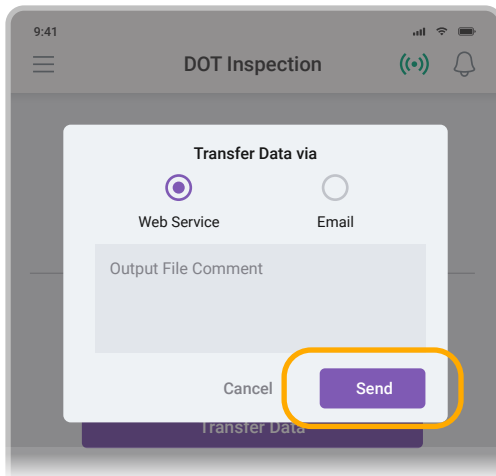 9:41
DOT Inspection
Transfer Data via
Web Service Email
Output File Comment
Cancel Send
Transfer Data